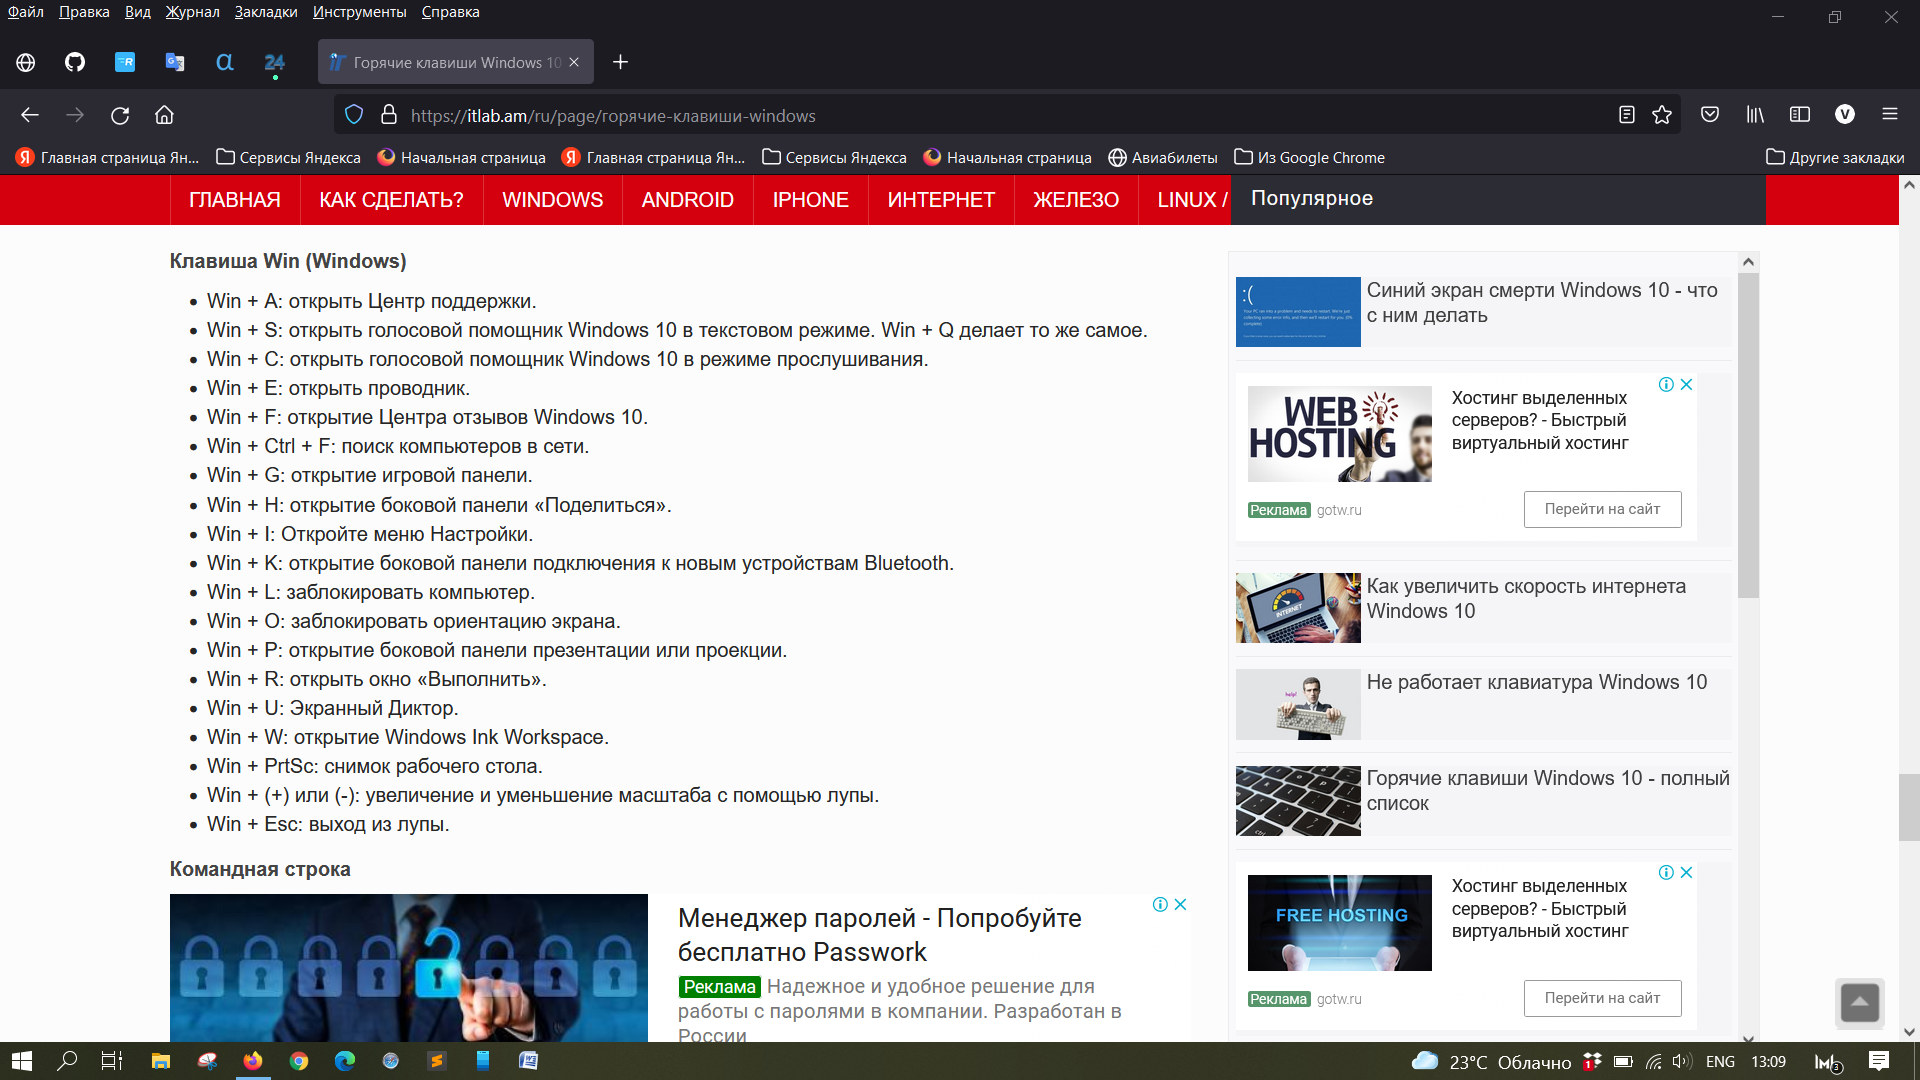 Файл Правка Вид Журнал Закладки Инструменты Справка
24 Горячие клавиши Windows 10
https://itlab.am/ru/page/горячие-клавиши-windows
Главная страница Ян... Сервисы Яндекса Начальная страница Главная страница Ян... Сервисы Яндекса Начальная страница Авиабилеты Из Google Chrome Другие закладки
ГЛАВНАЯ КАК СДЕЛАТЬ? WINDOWS ANDROID IPHONE ИНТЕРНЕТ ЖЕЛЕЗО LINUX / Популярное
Клавиша Win (Windows)
Win + A: открыть Центр поддержки.
Win + S: открыть голосовой помощник Windows 10 в текстовом режиме. Win + Q делает то же самое.
Win + C: открыть голосовой помощник Windows 10 в режиме прослушивания.
Win + E: открыть проводник.
Win + F: открытие Центра отзывов Windows 10.
Win + Ctrl + F: поиск компьютеров в сети.
Win + G: открытие игровой панели.
Win + H: открытие боковой панели «Поделиться».
Win + I: Откройте меню Настройки.
Win + K: открытие боковой панели подключения к новым устройствам Bluetooth.
Win + L: заблокировать компьютер.
Win + O: заблокировать ориентацию экрана.
Win + P: открытие боковой панели презентации или проекции.
Win + R: открыть окно «Выполнить».
Win + U: Экранный Диктор.
Win + W: открытие Windows Ink Workspace.
Win + PrtSc: снимок рабочего стола.
Win + (+) или (-): увеличение и уменьшение масштаба с помощью лупы.
Win + Esc: выход из лупы.
Командная строка
Менеджер паролей - Попробуйте
бесплатно Passwork
Реклама Надежное и удобное решение для
работы с паролями в компании. Разработан в
России
:(
Синий экран смерти Windows 10 - что
с ним делать
WEB
HOSTING
Хостинг выделенных
серверов? - Быстрый
виртуальный хостинг
Реклама gotw.ru
Перейти на сайт
INTERNET
Как увеличить скорость интернета
Windows 10
help!
Не работает клавиатура Windows 10
Горячие клавиши Windows 10 - полный
список
FREE HOSTING
Хостинг выделенных
серверов? - Быстрый
виртуальный хостинг
Реклама gotw.ru
Перейти на сайт
23°C Облачно 1 ENG 13:09 3